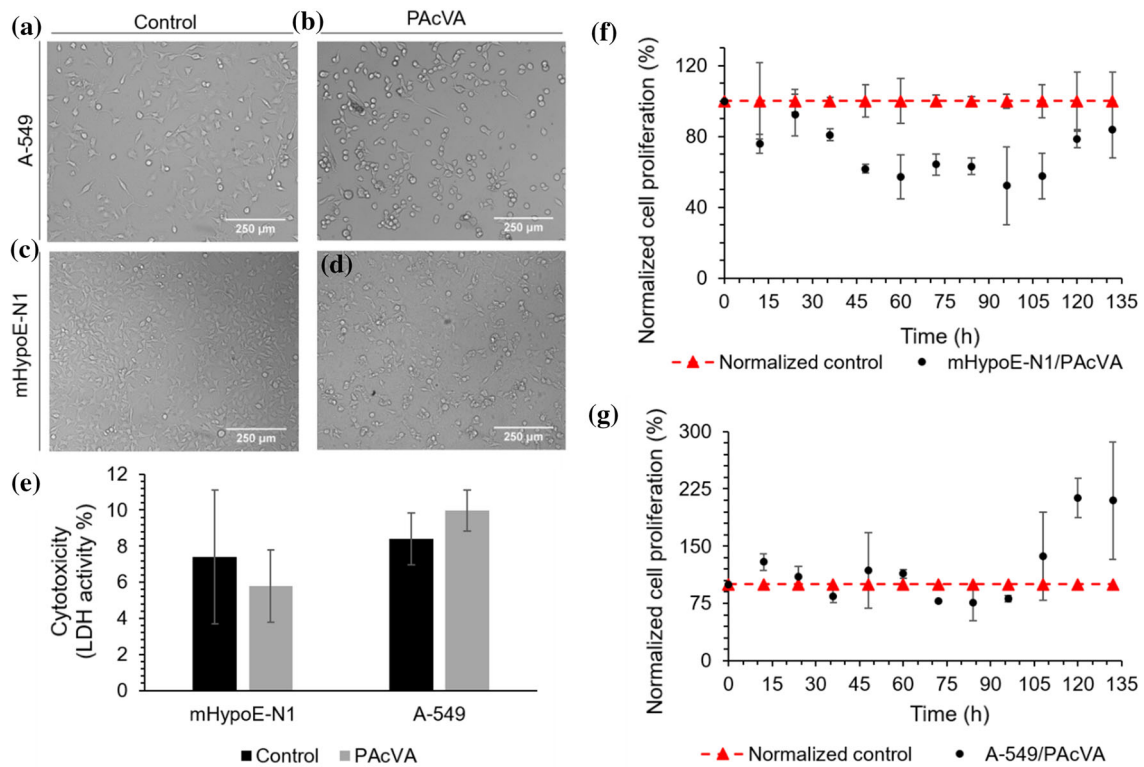 Control
PAcVA
(a)
(b)
A-549
250 µm
250 µm
(c)
(d)
mHypoE-N1
250 µm
250 µm
(e)
Cytotoxicity
(LDH activity %)
12
10
8
6
4
2
0
mHypoE-N1 A-549
Control PAcVA
(f)
Normalized cell proliferation (%)
120
80
40
0
0 15 30 45 60 75 90 105 120 135
Time (h)
Normalized control mHypoE-N1/PAcVA
(g)
Normalized cell proliferation (%)
300
225
150
75
0
0 15 30 45 60 75 90 105 120 135
Time (h)
Normalized control A-549/PAcVA